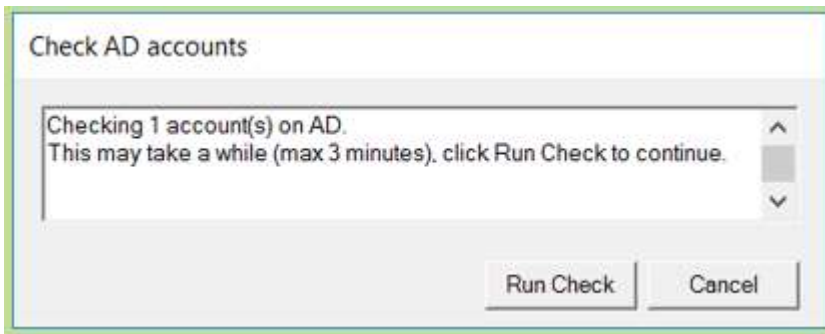 Check AD accounts
Checking 1 account(s) on AD.
This may take a while (max 3 minutes), click Run Check to continue.
Run Check
Cancel